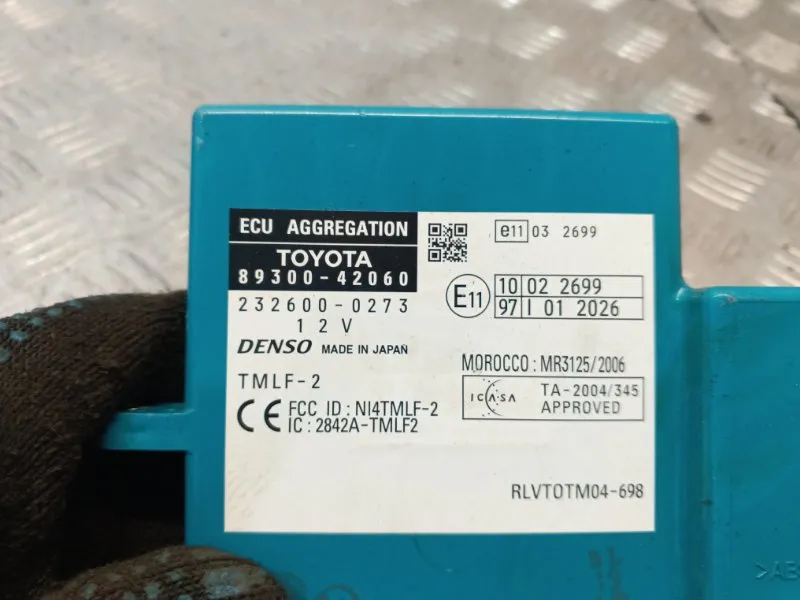 ECU AGGREGATION
TOYOTA
89300-42060
232600-0273
12V
DENSO MADE IN JAPAN
TMLF-2
CE FCC ID : NI4TMLF-2
IC : 2842A-TMLF2
e11 03 2699
E11 10 02 2699
97 I 01 2026
MOROCCO : MR3125/2006
ICASA TA-2004/345
APPROVED
RLVTOTM04-698